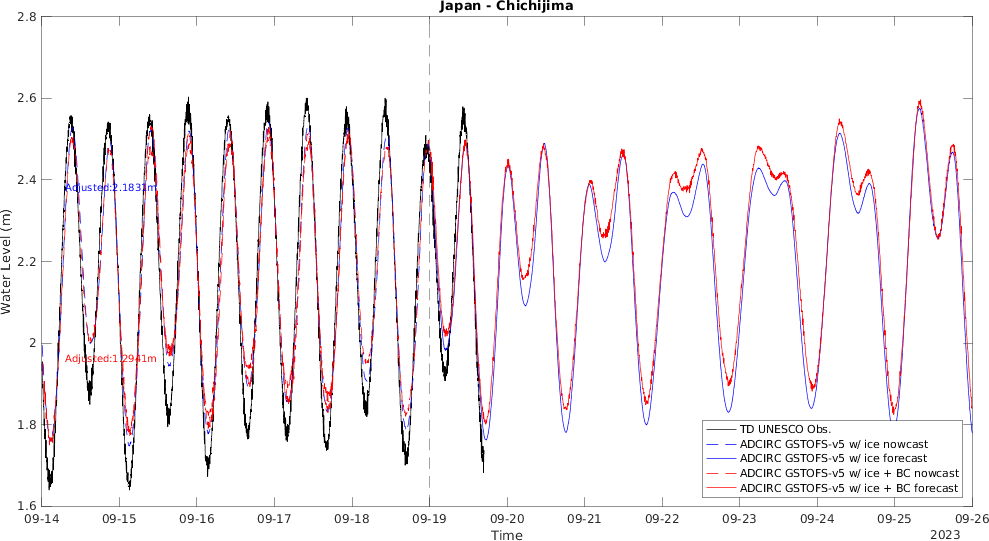 Japan - Chichijima
2.8
2.6
2.4
2.2
2
1.8
1.6
Water Level (m)
Adjusted:2.1831m
Adjusted:1.2941m
TD UNESCO Obs.
ADCIRC GSTOFS-v5 w/ ice nowcast
ADCIRC GSTOFS-v5 w/ ice forecast
ADCIRC GSTOFS-v5 w/ ice + BC nowcast
ADCIRC GSTOFS-v5 w/ ice + BC forecast
09-14 09-15 09-16 09-17 09-18 09-19 09-20 09-21 09-22 09-23 09-24 09-25 09-26
Time
2023